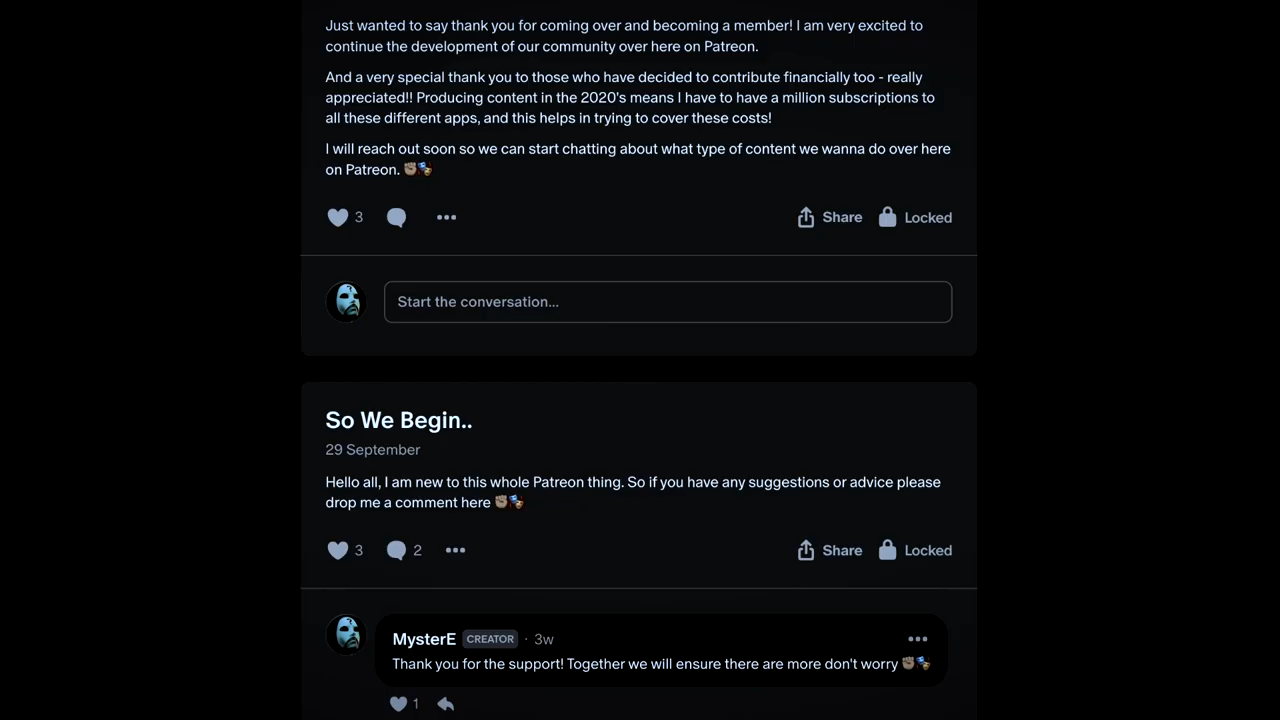 Just wanted to say thank you for coming over and becoming a member! I am very excited to
continue the development of our community over here on Patreon.
And a very special thank you to those who have decided to contribute financially too - really
appreciated!! Producing content in the 2020's means I have to have a million subscriptions to
all these different apps, and this helps in trying to cover these costs!
I will reach out soon so we can start chatting about what type of content we wanna do over here
on Patreon. ✊🏽🎭
3 Share Locked
Start the conversation...
So We Begin..
29 September
Hello all, I am new to this whole Patreon thing. So if you have any suggestions or advice please
drop me a comment here ✊🏽🎭
3 2 Share Locked
MysterE CREATOR · 3w
Thank you for the support! Together we will ensure there are more don't worry ✊🏽🎭
1